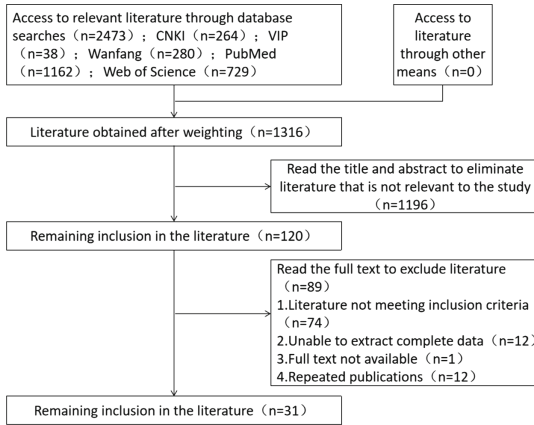 Access to relevant literature through database
searches（n=2473）；CNKI（n=264）；VIP
（n=38）；Wanfang（n=280）；PubMed
（n=1162）；Web of Science（n=729）
Access to
literature
through other
means（n=0）
Literature obtained after weighting（n=1316）
Read the title and abstract to eliminate
literature that is not relevant to the study
（n=1196）
Remaining inclusion in the literature（n=120）
Read the full text to exclude literature
（n=89）
1.Literature not meeting inclusion criteria
（n=74）
2.Unable to extract complete data（n=12）
3.Full text not available（n=1）
4.Repeated publications（n=12）
Remaining inclusion in the literature（n=31）